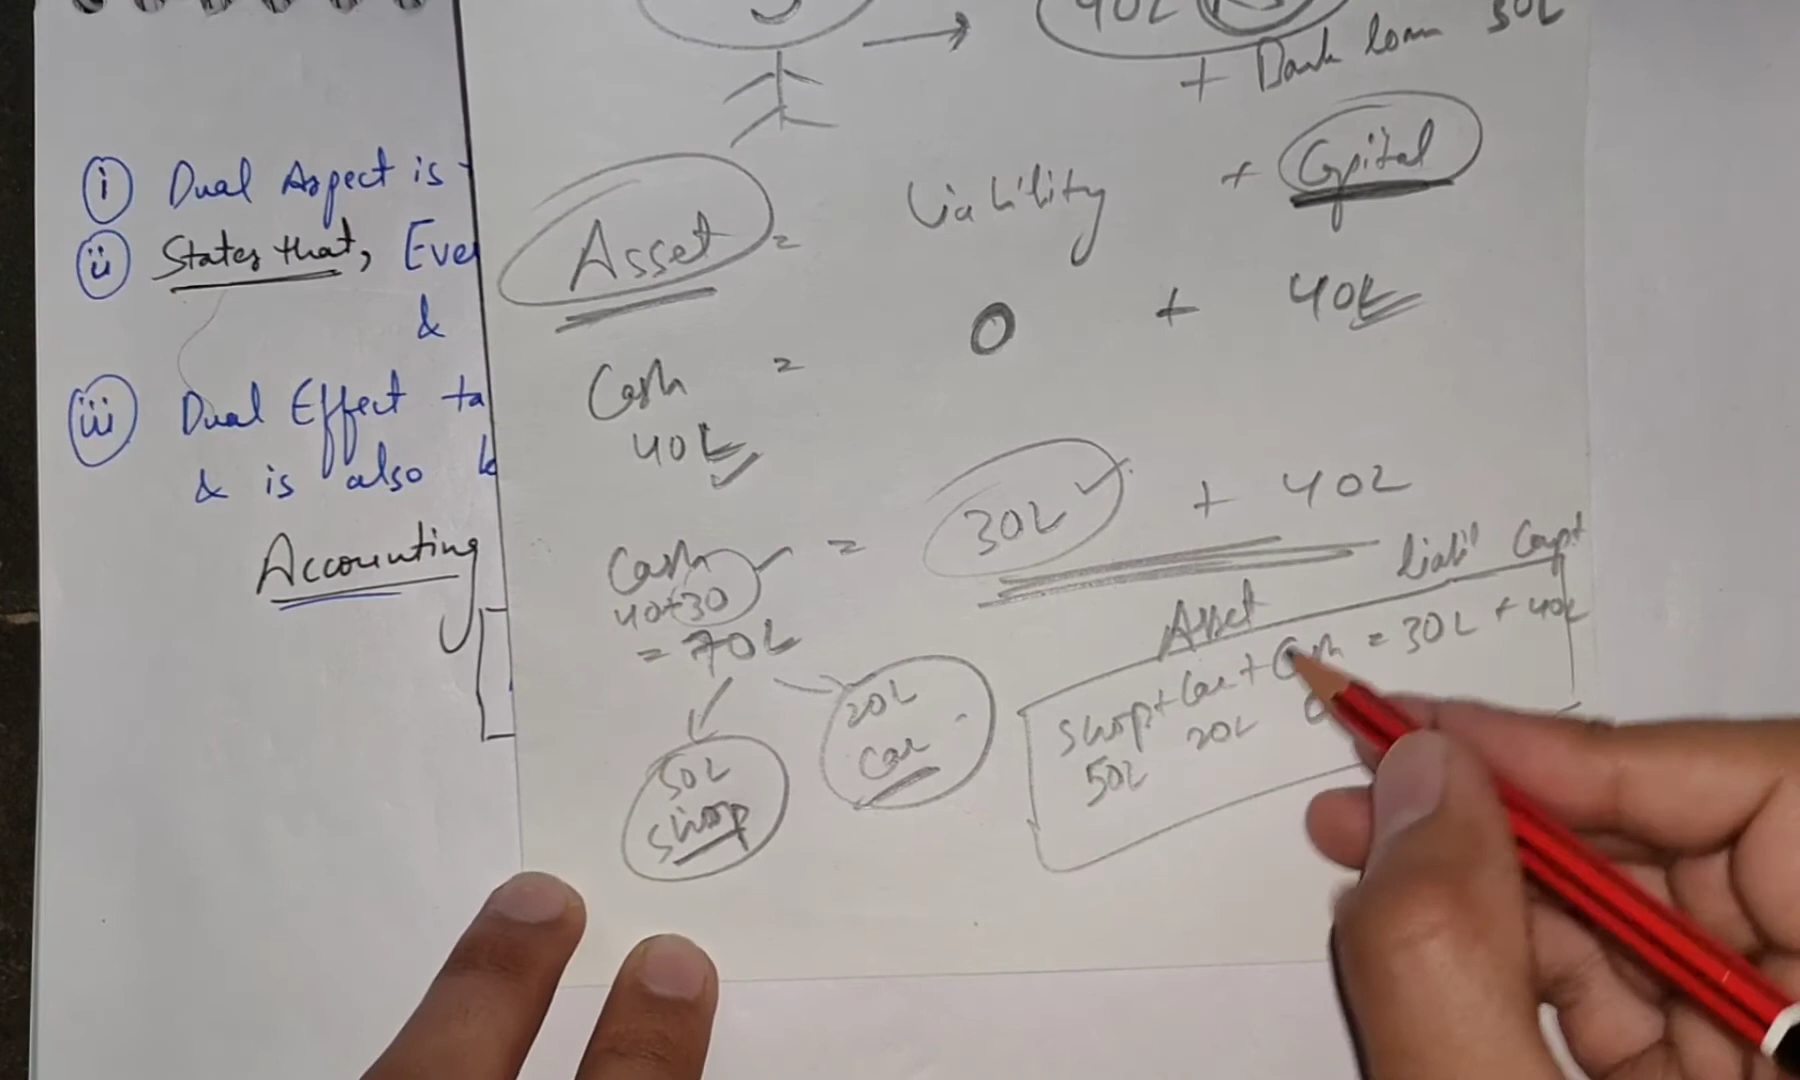 40L
+ Bank loan 30L
(i) Dual Aspect is
(ii) States that, [Eve
&
(iii) Dual Effect ta
& is also
Accounting
Asset = Liability + Capital
Cash = 0 + 40L
40L
Cash = 30L + 40L
40+30
= 70L
50L
Shop
20L
Car
Asset Liabi Capt
Shop + Car + Cash = 30L + 40L
50L 20L